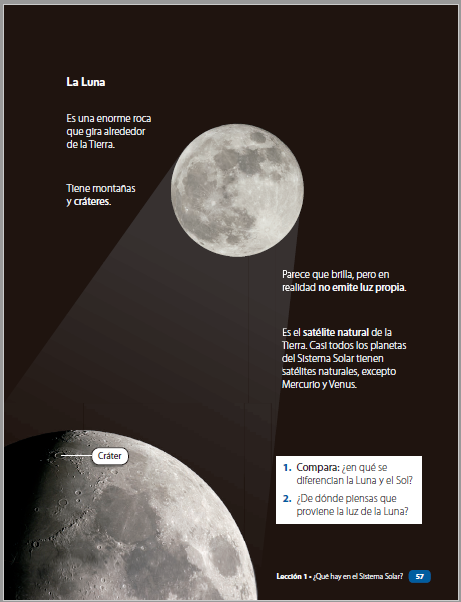 La Luna
Es una enorme roca
que gira alrededor
de la Tierra.
Tiene montañas
y cráteres.
Parece que brilla, pero en
realidad no emite luz propia.
Es el satélite natural de la
Tierra. Casi todos los planetas
del Sistema Solar tienen
satélites naturales, excepto
Mercurio y Venus.
Cráter
1. Compara: ¿en qué se
diferencian la Luna y el Sol?
2. ¿De dónde piensas que
proviene la luz de la Luna?
Lección 1 • ¿Qué hay en el Sistema Solar? 57